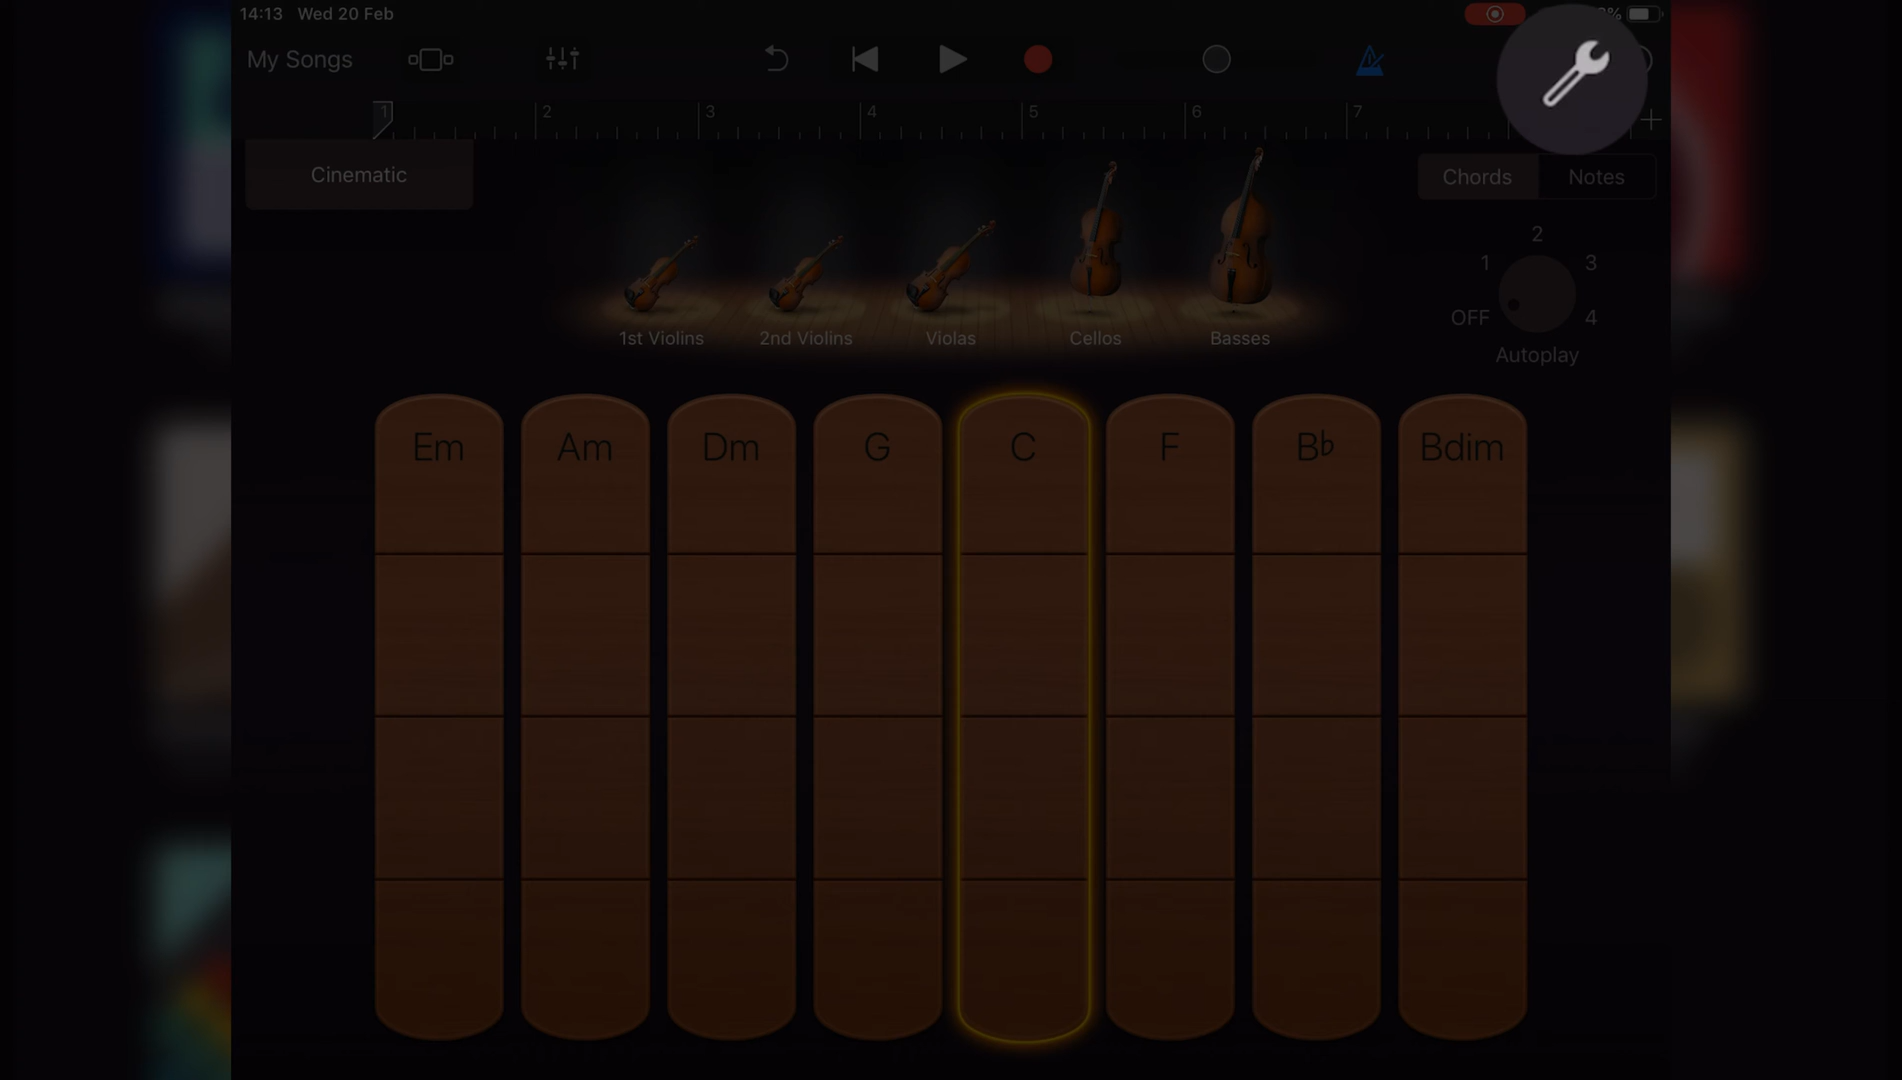 14:13 Wed 20 Feb
My Songs
1 2 3 4 5 6 7
Cinematic
Chords Notes
1st Violins 2nd Violins Violas Cellos Basses
2
1 3
OFF 4
Autoplay
Em Am Dm G C F B♭ Bdim